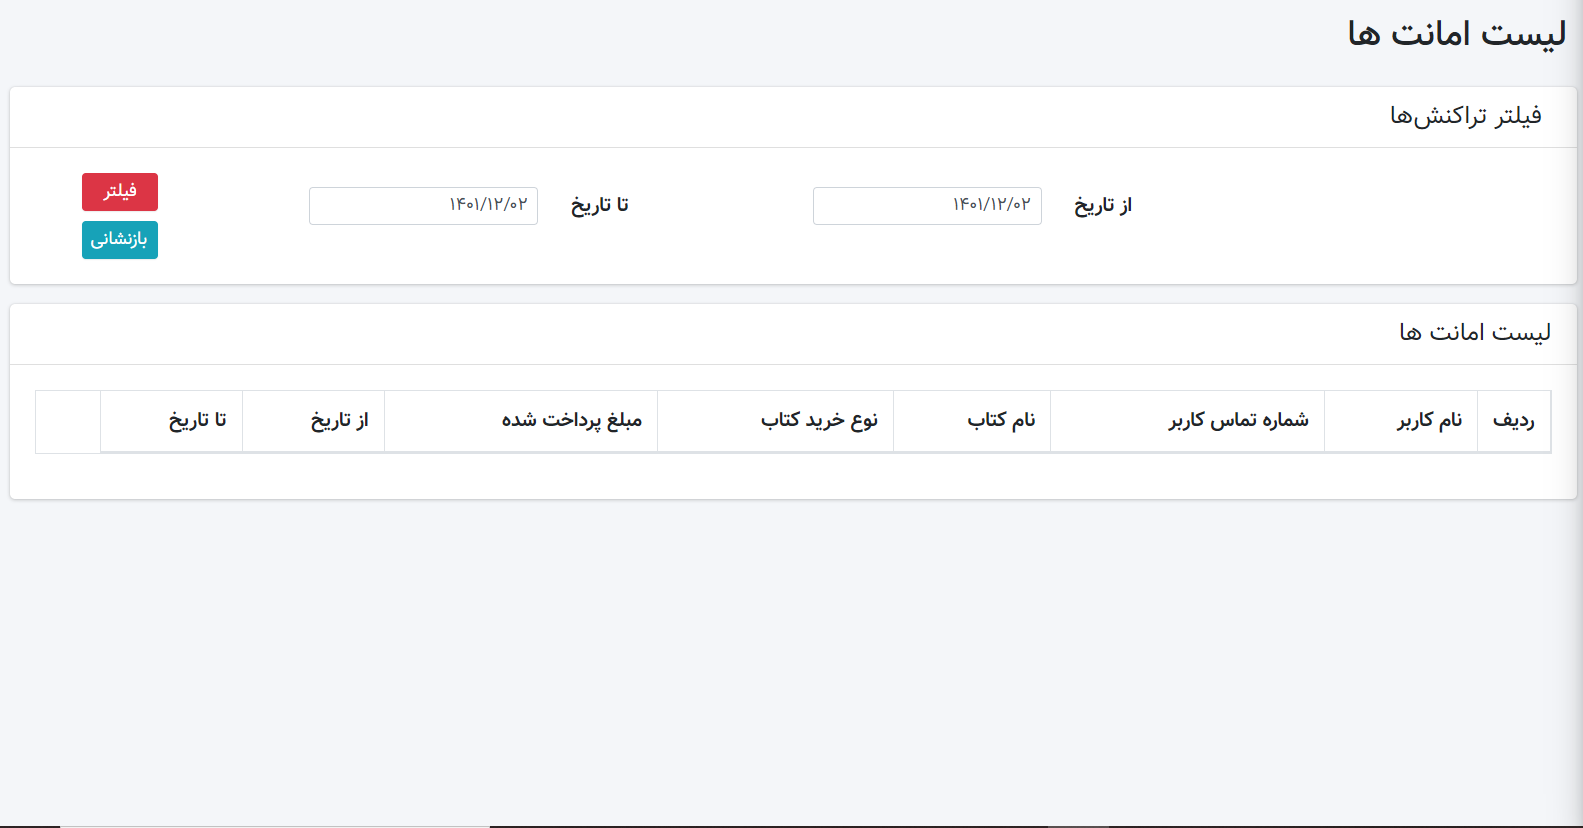 لیست امانت ها
فیلتر تراکنش‌ها
از تاریخ ۱۴۰۱/۱۲/۰۲ تا تاریخ ۱۴۰۱/۱۲/۰۲ فیلتر
بازنشانی
لیست امانت ها
ردیف نام کاربر شماره تماس کاربر نام کتاب نوع خرید کتاب مبلغ پرداخت شده از تاریخ تا تاریخ